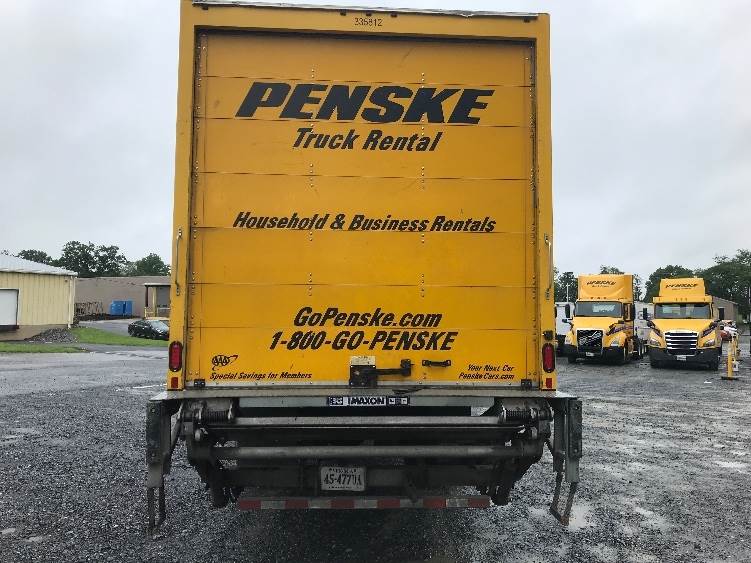 335812
PENSKE
Truck Rental
Household & Business Rentals
GoPenske.com
1-800-GO-PENSKE
AAA
Special Savings for Members
Your Next Car
PenskeCars.com
MAXON
PENSKE
PENSKE